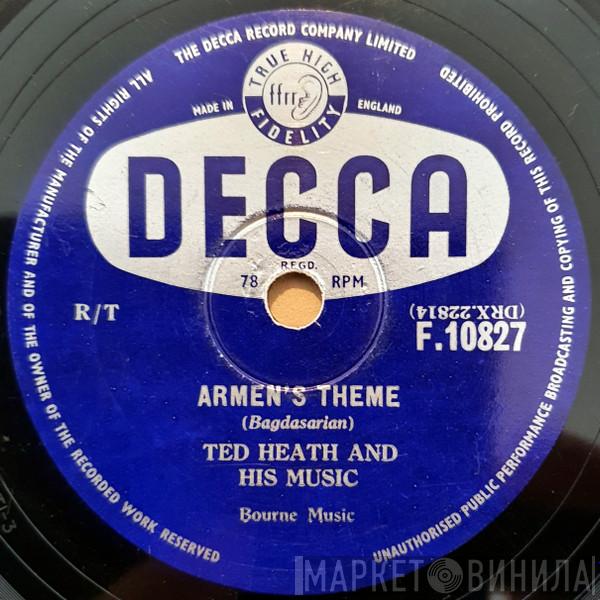 ALL RIGHTS OF THE MANUFACTURER AND OF THE OWNER OF THE RECORDED WORK RESERVED
THE DECCA RECORD COMPANY LIMITED
UNAUTHORISED PUBLIC PERFORMANCE BROADCASTING AND COPYING OF THIS RECORD PROHIBITED
TRUE HIGH
ffrr
FIDELITY
MADE IN ENGLAND
DECCA
REGD.
78 RPM
R/T
(DRX.22814)
F.10827
ARMEN'S THEME
(Bagdasarian)
TED HEATH AND
HIS MUSIC
Bourne Music
МАРКЕТ ВИНИЛА